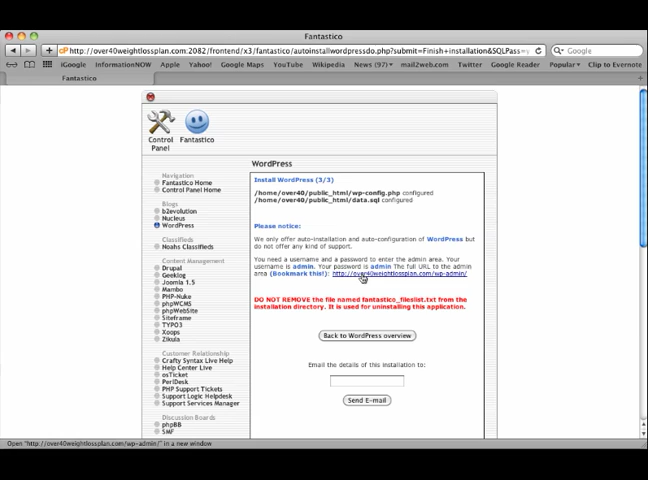 Fantastico
http://over40weightlossplan.com:2082/frontend/x3/fantastico/autoinstallwordpressdo.php?submit=Finish+installation&SQLPass=
Google
iGoogle InformationNOW Apple Yahoo! Google Maps YouTube Wikipedia News (97) mail2web.com Twitter Google Reader Popular Clip to Evernote
Fantastico
Control Panel
Fantastico
WordPress
Navigation
Fantastico Home
Control Panel Home
Blogs
b2evolution
Nucleus
WordPress
Classifieds
Noahs Classifieds
Content Management
Drupal
Geeklog
Joomla 1.5
Mambo
PHP-Nuke
phpWCMS
phpWebSite
Siteframe
TYPO3
Xoops
Zikula
Customer Relationship
Crafty Syntax Live Help
Help Center Live
osTicket
PerlDesk
PHP Support Tickets
Support Logic Helpdesk
Support Services Manager
Discussion Boards
phpBB
SMF
Install WordPress (3/3)
/home/over40/public_html/wp-config.php configured
/home/over40/public_html/data.sql configured
Please notice:
We only offer auto-installation and auto-configuration of WordPress but
do not offer any kind of support.
You need a username and a password to enter the admin area. Your
username is admin. Your password is admin The full URL to the admin
area (Bookmark this!): http://over40weightlossplan.com/wp-admin/
DO NOT REMOVE the file named fantastico_fileslist.txt from the
installation directory. It is used for uninstalling this application.
Back to WordPress overview
Email the details of this installation to:
Send E-mail
Open "http://over40weightlossplan.com/wp-admin/" in a new window